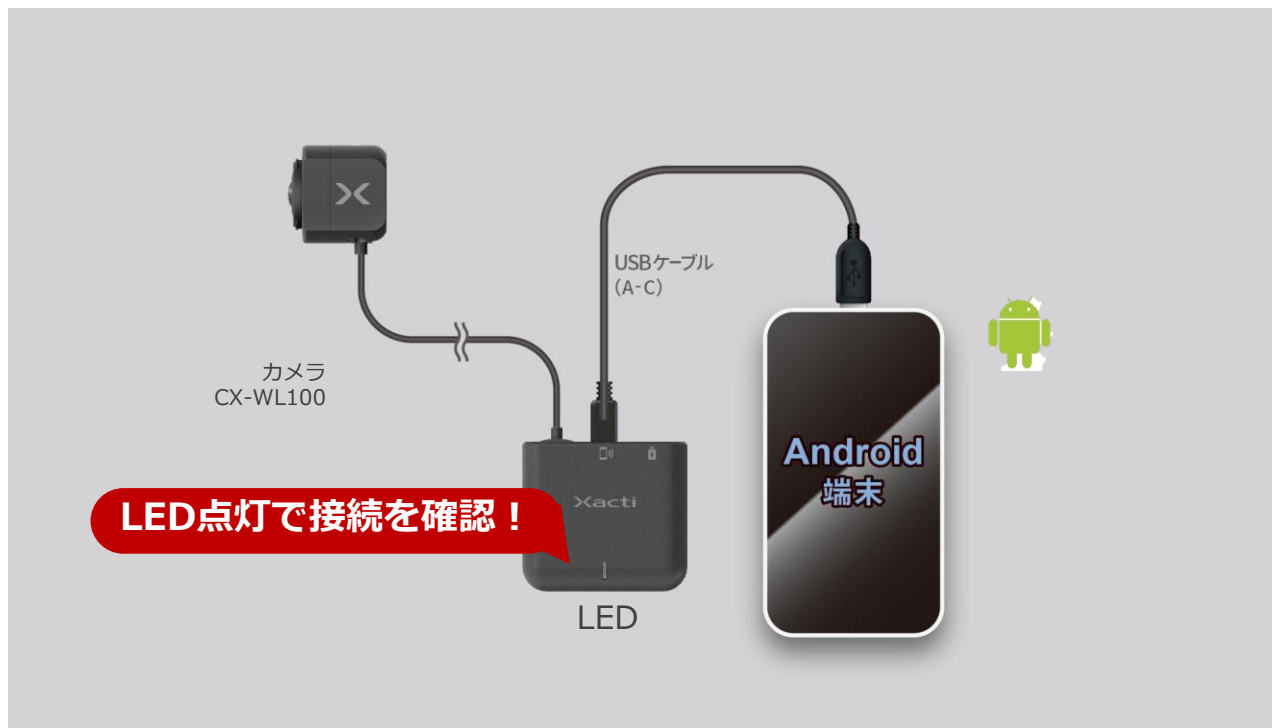 USBケーブル
(A-C)
カメラ
CX-WL100
Android
端末
Xacti
LED点灯で接続を確認！
LED